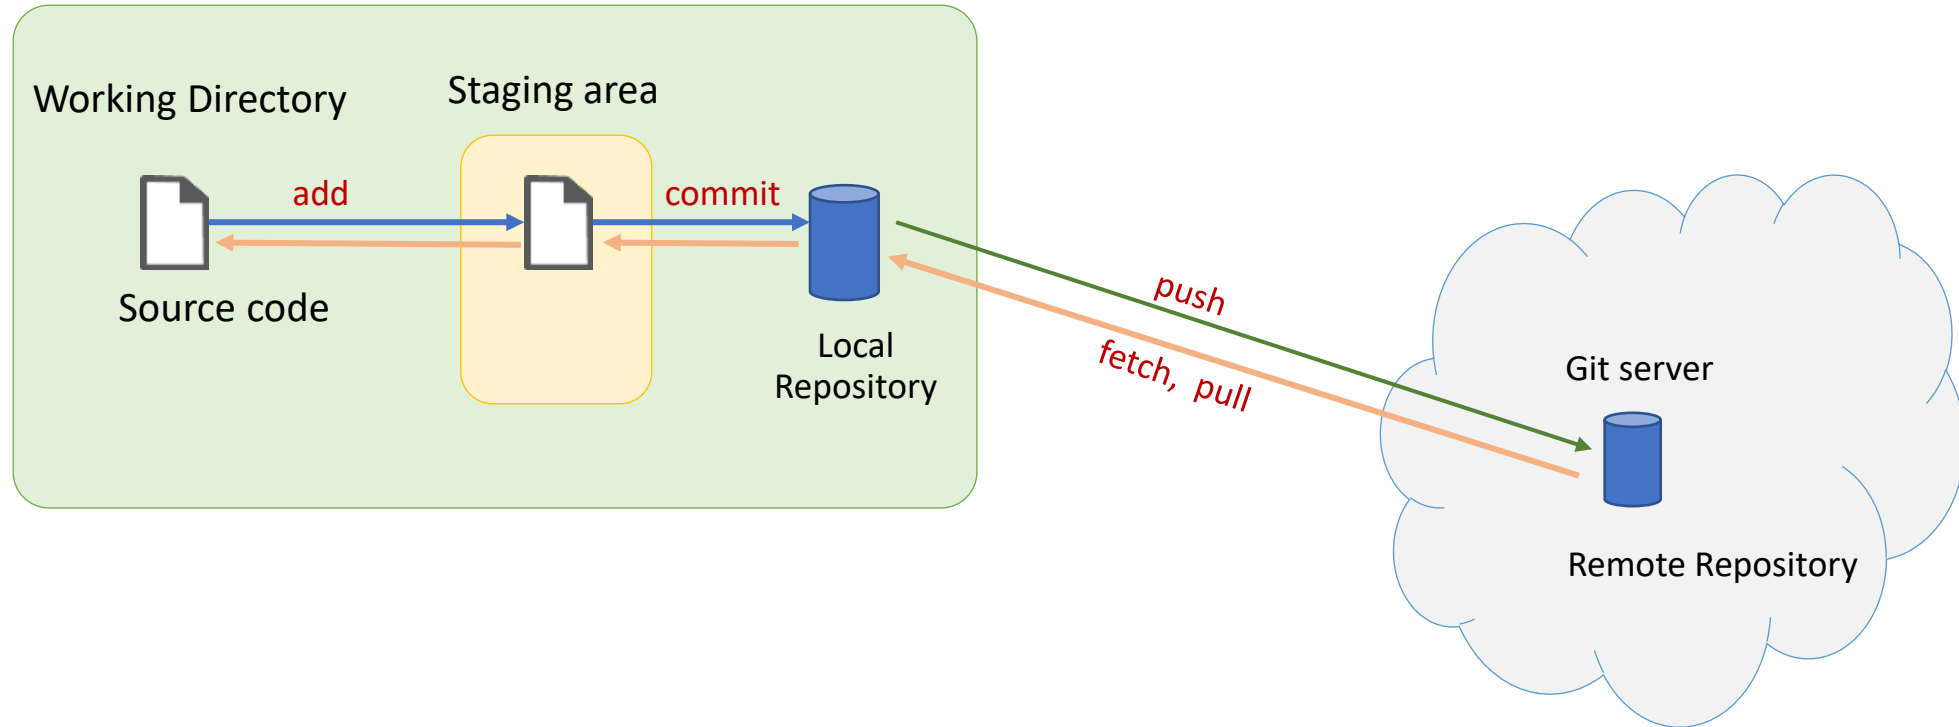 Working Directory
Staging area
add
commit
Source code
Local
Repository
push
fetch, pull
Git server
Remote Repository